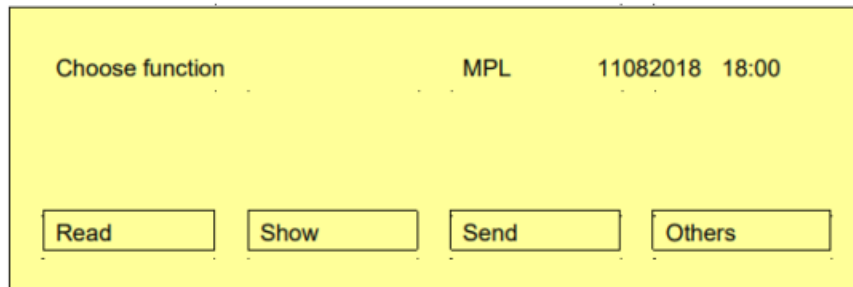 Choose function MPL 11082018 18:00
Read Show Send Others